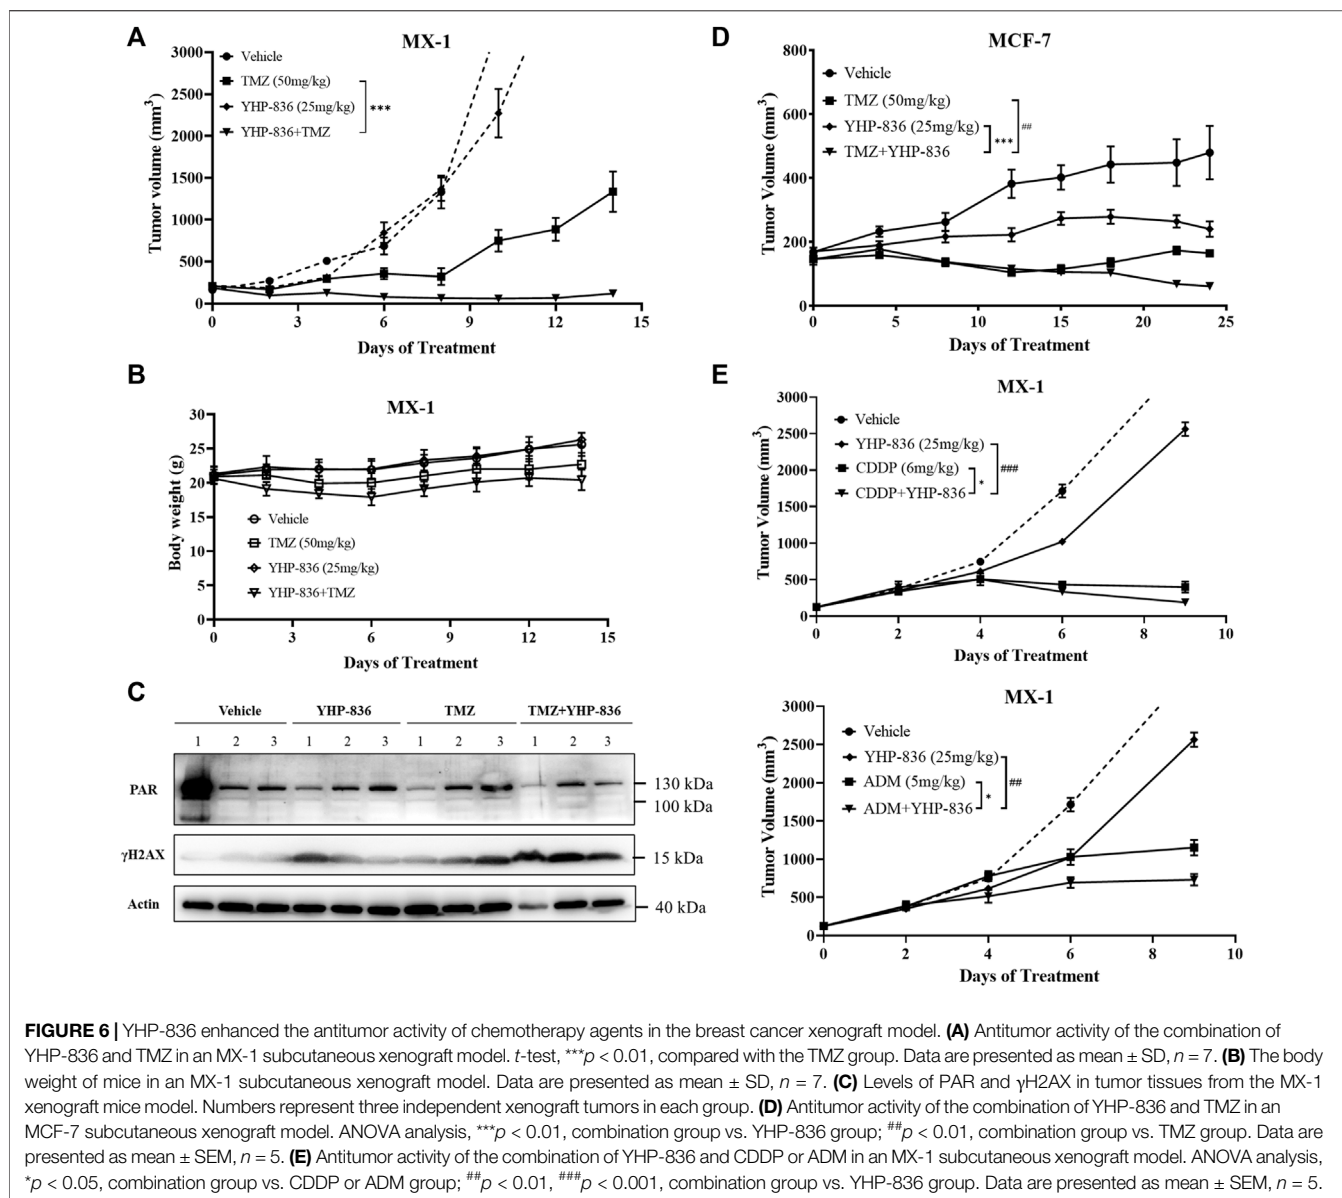 A
MX-1
Tumor volume (mm³)
3000
2500
2000
1500
1000
500
0
Vehicle
TMZ (50mg/kg)
YHP-836 (25mg/kg)
YHP-836+TMZ
***
0 3 6 9 12 15
Days of Treatment
B
MX-1
Body weight (g)
30
25
20
15
10
5
0
Vehicle
TMZ (50mg/kg)
YHP-836 (25mg/kg)
YHP-836+TMZ
0 3 6 9 12 15
Days of Treatment
C
Vehicle YHP-836 TMZ TMZ+YHP-836
1 2 3 1 2 3 1 2 3 1 2 3
PAR
130 kDa
100 kDa
γH2AX
15 kDa
Actin
40 kDa
D
MCF-7
Tumor Volume (mm³)
800
600
400
200
0
Vehicle
TMZ (50mg/kg)
YHP-836 (25mg/kg)
TMZ+YHP-836
***
##
0 5 10 15 20 25
Days of Treatment
E
MX-1
Tumor Volume (mm³)
3000
2500
2000
1500
1000
500
0
Vehicle
YHP-836 (25mg/kg)
CDDP (6mg/kg)
CDDP+YHP-836
*
###
0 2 4 6 8 10
Days of Treatment
MX-1
Tumor Volume (mm³)
3000
2500
2000
1500
1000
500
0
Vehicle
YHP-836 (25mg/kg)
ADM (5mg/kg)
ADM+YHP-836
*
##
0 2 4 6 8 10
Days of Treatment
FIGURE 6 | YHP-836 enhanced the antitumor activity of chemotherapy agents in the breast cancer xenograft model. (A) Antitumor activity of the combination of
YHP-836 and TMZ in an MX-1 subcutaneous xenograft model. t-test, ***p < 0.01, compared with the TMZ group. Data are presented as mean ± SD, n = 7. (B) The body
weight of mice in an MX-1 subcutaneous xenograft model. Data are presented as mean ± SD, n = 7. (C) Levels of PAR and γH2AX in tumor tissues from the MX-1
xenograft mice model. Numbers represent three independent xenograft tumors in each group. (D) Antitumor activity of the combination of YHP-836 and TMZ in an
MCF-7 subcutaneous xenograft model. ANOVA analysis, ***p < 0.01, combination group vs. YHP-836 group; ##p < 0.01, combination group vs. TMZ group. Data are
presented as mean ± SEM, n = 5. (E) Antitumor activity of the combination of YHP-836 and CDDP or ADM in an MX-1 subcutaneous xenograft model. ANOVA analysis,
*p < 0.05, combination group vs. CDDP or ADM group; ##p < 0.01, ###p < 0.001, combination group vs. YHP-836 group. Data are presented as mean ± SEM, n = 5.